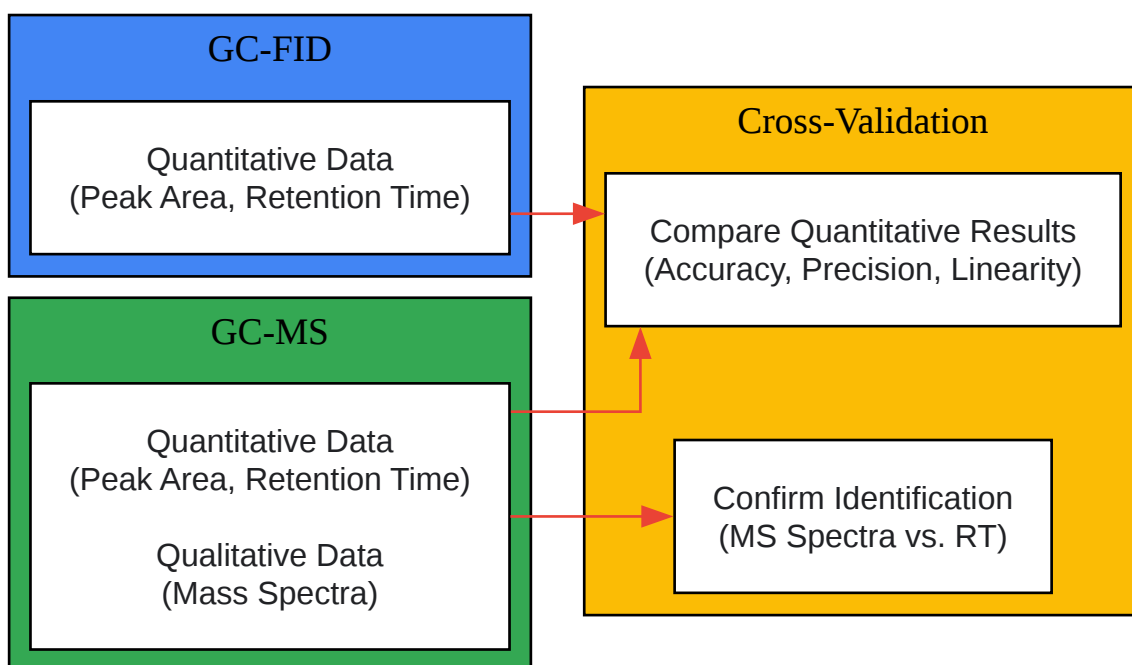 GC-FID
Quantitative Data
(Peak Area, Retention Time)
GC-MS
Quantitative Data
(Peak Area, Retention Time)
Qualitative Data
(Mass Spectra)
Cross-Validation
Compare Quantitative Results
(Accuracy, Precision, Linearity)
Confirm Identification
(MS Spectra vs. RT)